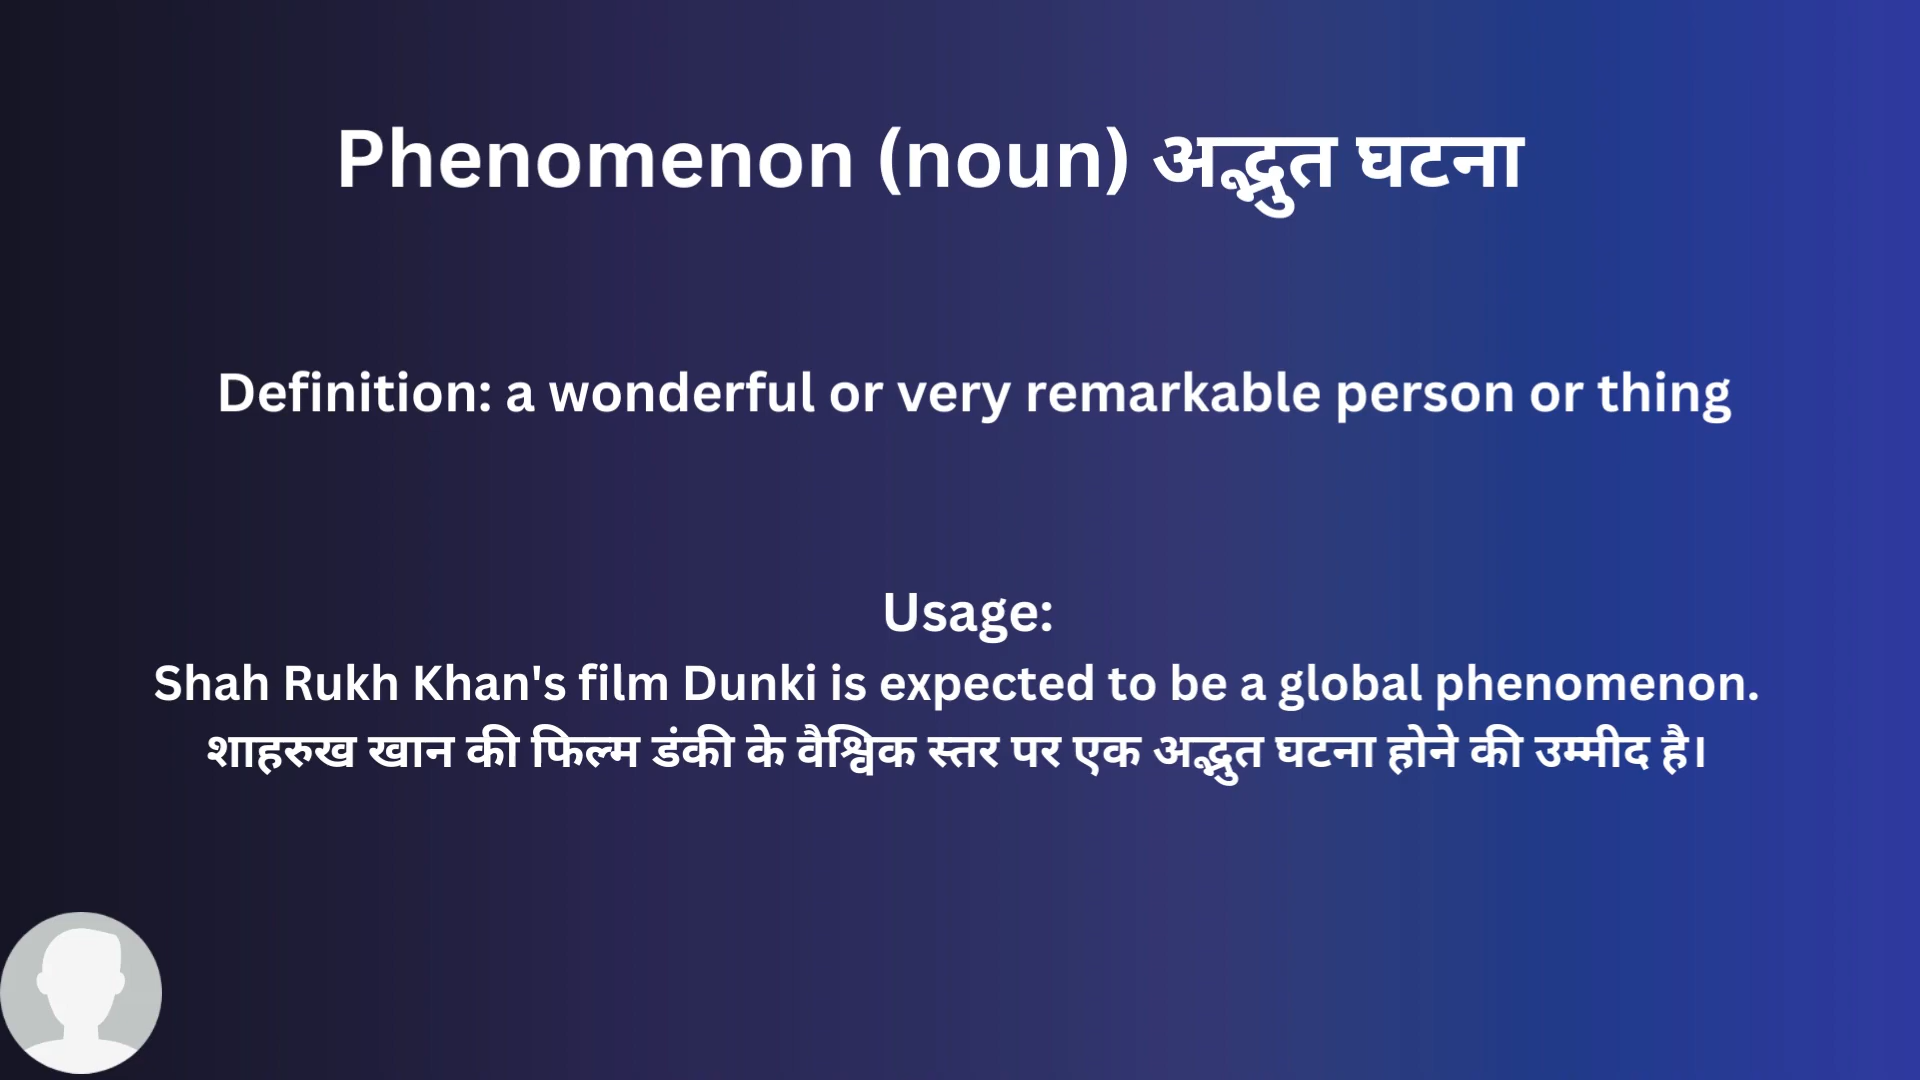 Phenomenon (noun) अद्भुत घटना
Definition: a wonderful or very remarkable person or thing
Usage:
Shah Rukh Khan's film Dunki is expected to be a global phenomenon.
शाहरुख खान की फिल्म डंकी के वैश्विक स्तर पर एक अद्भुत घटना होने की उम्मीद है।